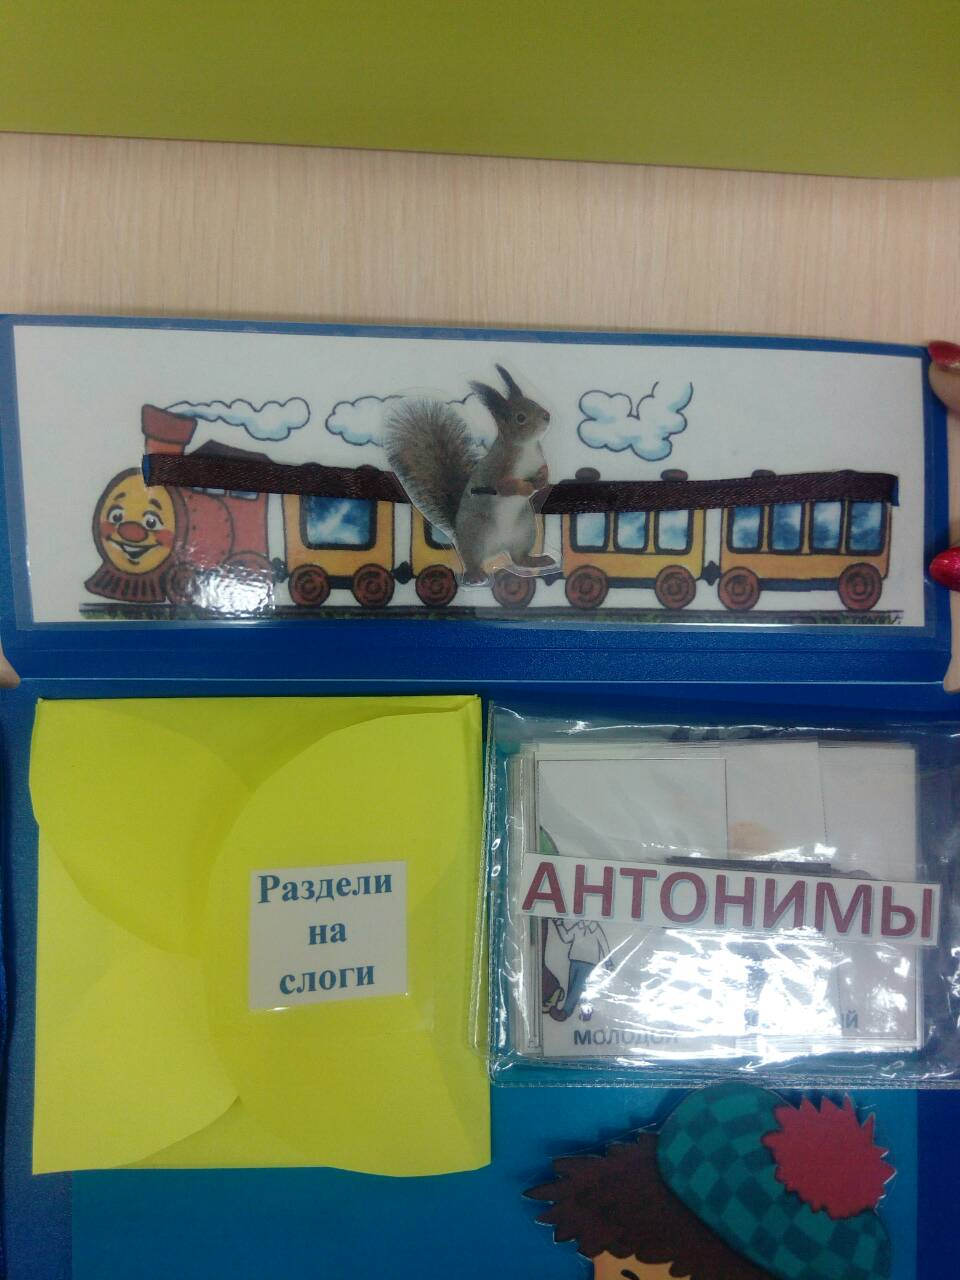 Раздели
на
слоги
АНТОНИМЫ
молодой